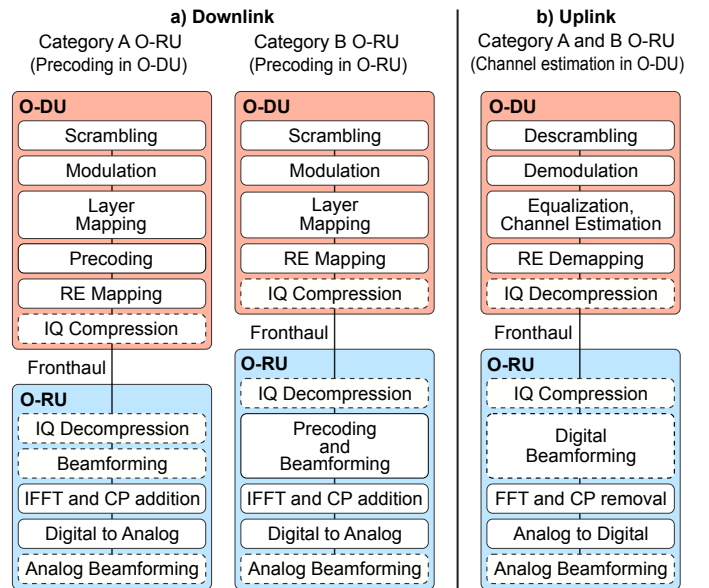 a) Downlink
Category A O-RU
(Precoding in O-DU)
O-DU
Scrambling
Modulation
Layer
Mapping
Precoding
RE Mapping
IQ Compression
Fronthaul
O-RU
IQ Decompression
Beamforming
IFFT and CP addition
Digital to Analog
Analog Beamforming
Category B O-RU
(Precoding in O-RU)
O-DU
Scrambling
Modulation
Layer
Mapping
RE Mapping
IQ Compression
Fronthaul
O-RU
IQ Decompression
Precoding
and
Beamforming
IFFT and CP addition
Digital to Analog
Analog Beamforming
b) Uplink
Category A and B O-RU
(Channel estimation in O-DU)
O-DU
Descrambling
Demodulation
Equalization,
Channel Estimation
RE Demapping
IQ Decompression
Fronthaul
O-RU
IQ Compression
Digital
Beamforming
FFT and CP removal
Analog to Digital
Analog Beamforming